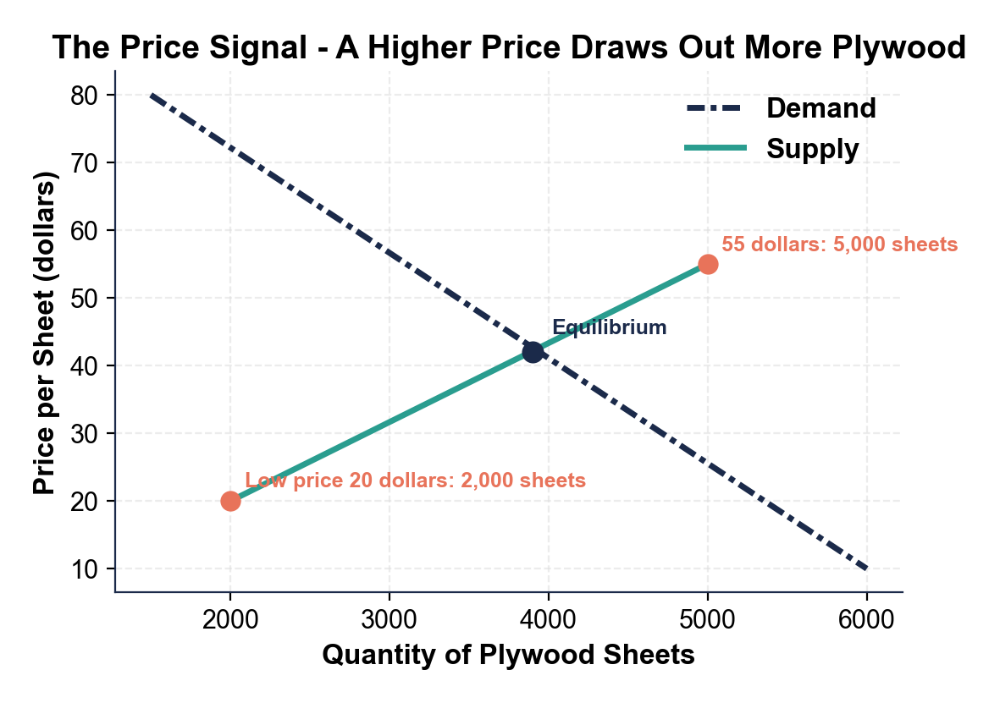 The Price Signal - A Higher Price Draws Out More Plywood
Demand
Supply
55 dollars: 5,000 sheets
Equilibrium
Low price 20 dollars: 2,000 sheets
Price per Sheet (dollars)
80
70
60
50
40
30
20
10
2000 3000 4000 5000 6000
Quantity of Plywood Sheets